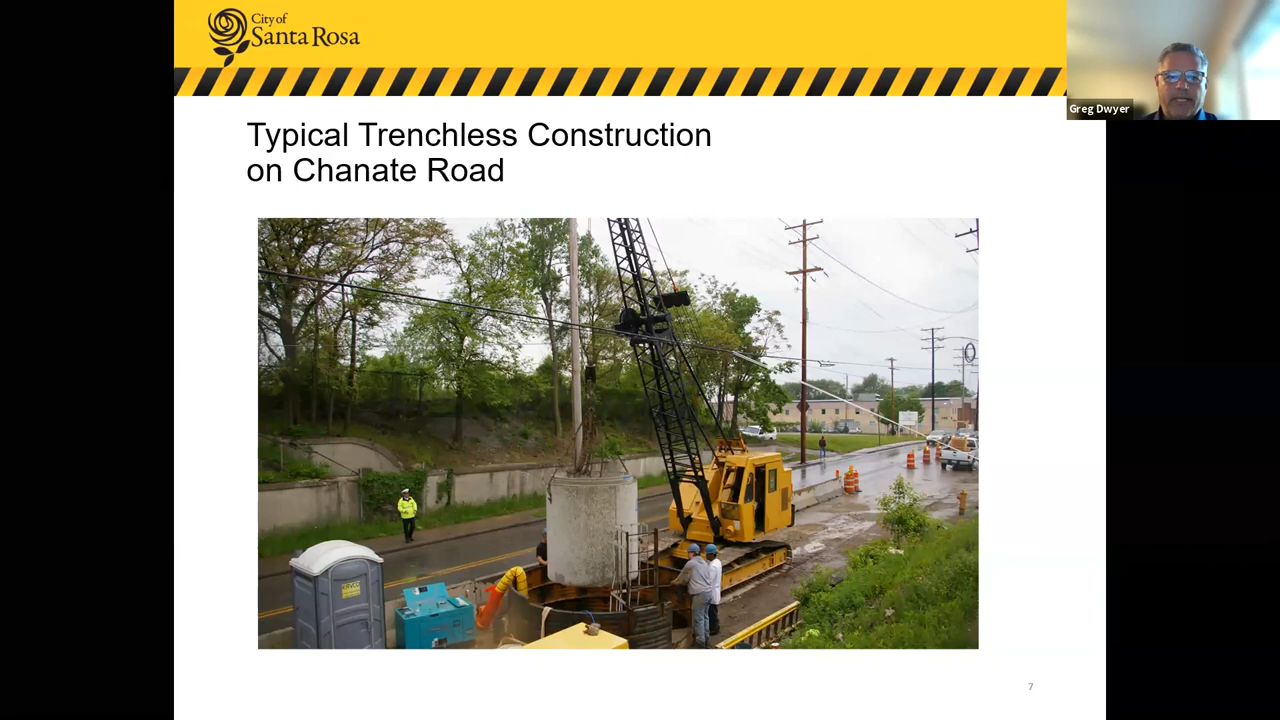 City of
Santa Rosa
Greg Dwyer
Typical Trenchless Construction
on Chanate Road
7